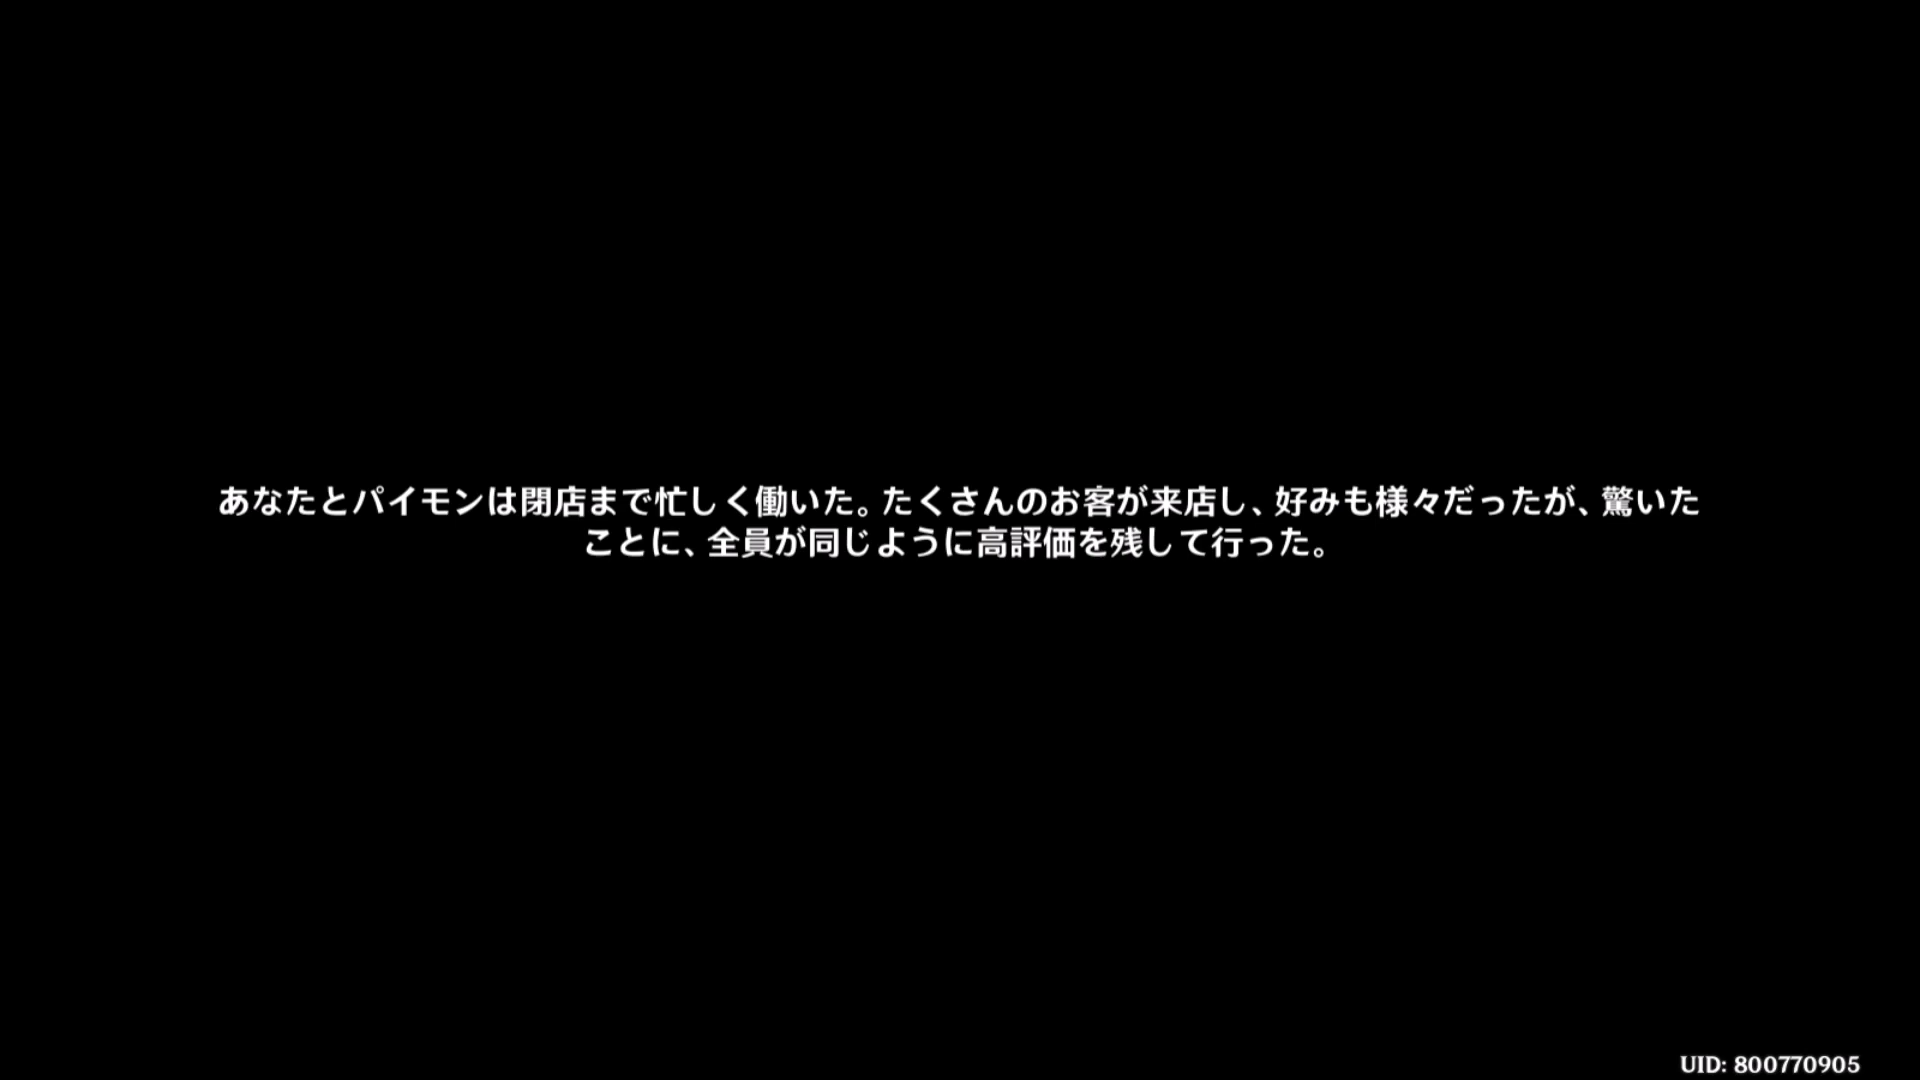 あなたとパイモンは閉店まで忙しく働いた。たくさんのお客が来店し、好みも様々だったが、驚いた
ことに、全員が同じように高評価を残して行った。
UID: 800770905